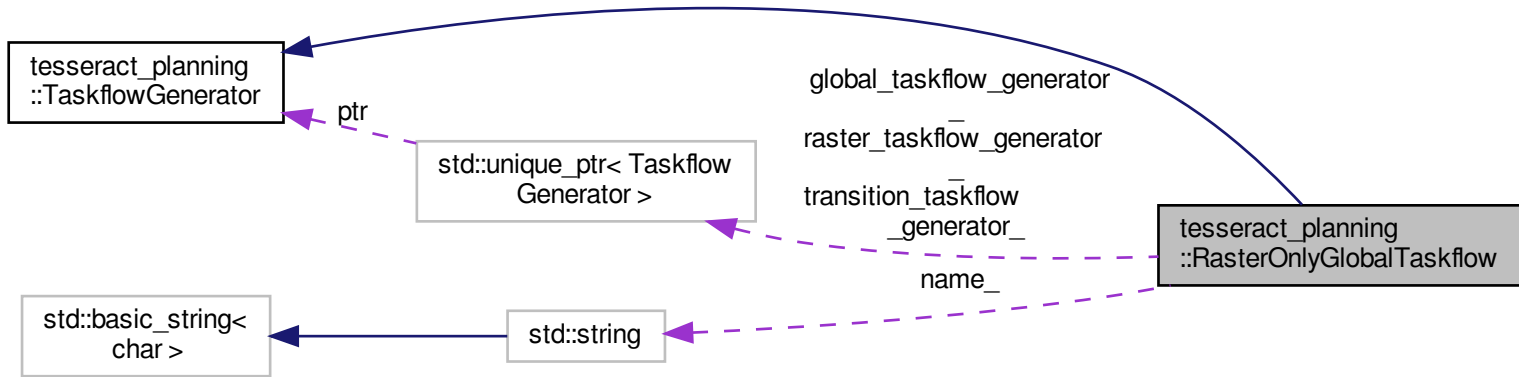 tesseract_planning
::TaskflowGenerator
ptr
std::unique_ptr< Taskflow
Generator >
global_taskflow_generator
_
raster_taskflow_generator
_
transition_taskflow
_generator_
tesseract_planning
::RasterOnlyGlobalTaskflow
name_
std::basic_string<
char >
std::string